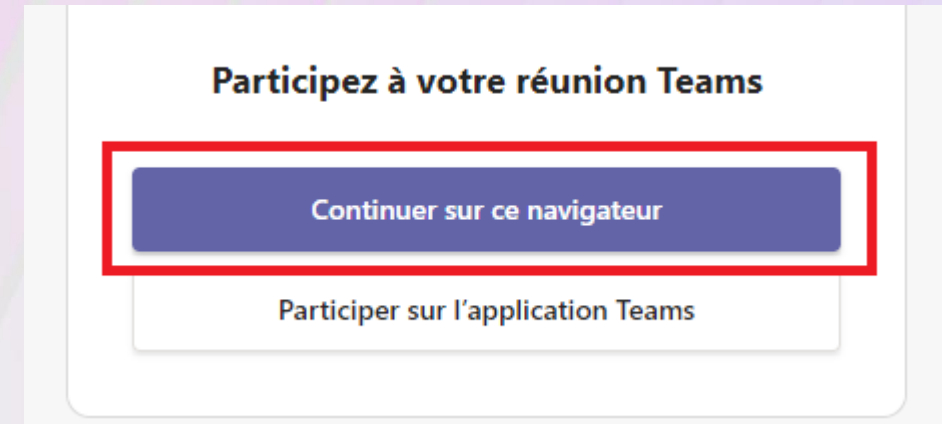 Participez à votre réunion Teams
Continuer sur ce navigateur
Participer sur l’application Teams